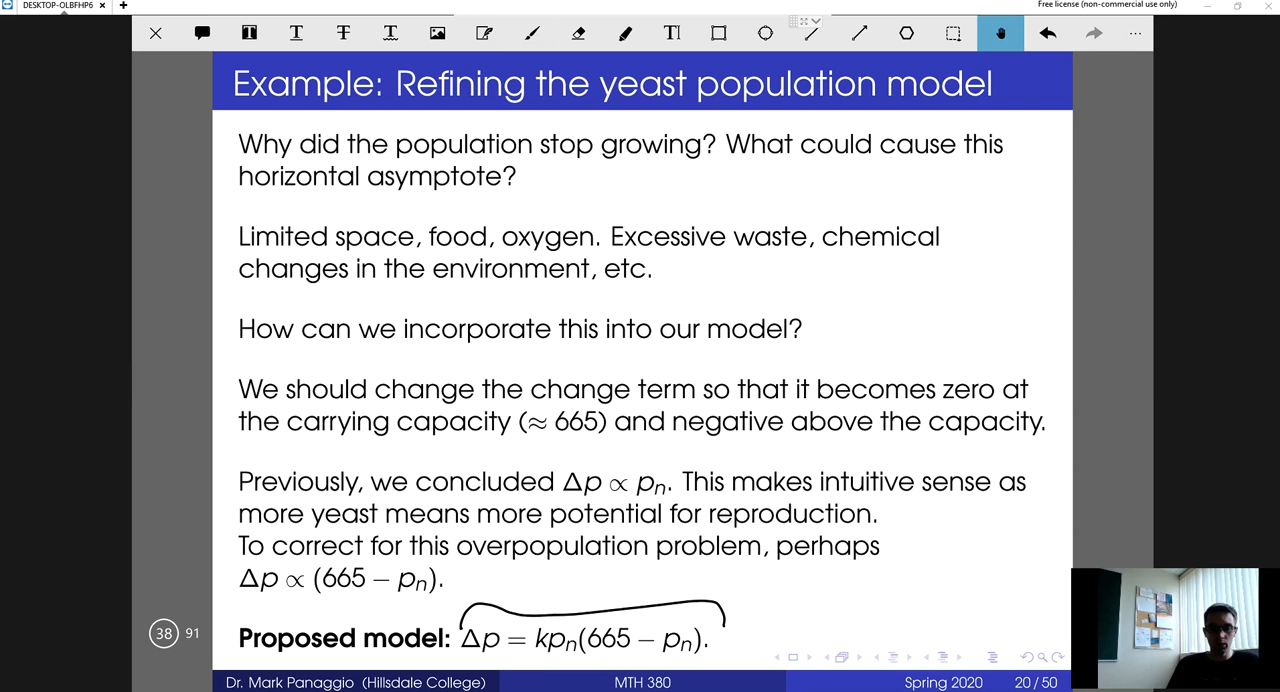 DESKTOP-OLBFHP6
Free license (non-commercial use only)
Example: Refining the yeast population model
Why did the population stop growing? What could cause this
horizontal asymptote?
Limited space, food, oxygen. Excessive waste, chemical
changes in the environment, etc.
How can we incorporate this into our model?
We should change the change term so that it becomes zero at
the carrying capacity (≈ 665) and negative above the capacity.
Previously, we concluded Δp ∝ pₙ. This makes intuitive sense as
more yeast means more potential for reproduction.
To correct for this overpopulation problem, perhaps
Δp ∝ (665 − pₙ).
38 91
Proposed model: Δp = kpₙ(665 − pₙ).
Dr. Mark Panaggio (Hillsdale College) MTH 380 Spring 2020 20 / 50